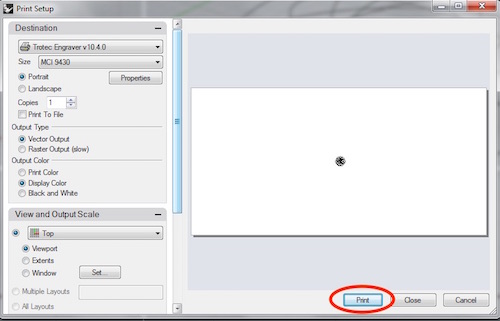 Print Setup
Destination
Trotec Engraver v10.4.0
Size MCI 9430
Portrait
Landscape
Properties
Copies 1
Print To File
Output Type
Vector Output
Raster Output (slow)
Output Color
Print Color
Display Color
Black and White
View and Output Scale
Top
Viewport
Extents
Window Set...
Multiple Layouts
All Layouts
Print Close Cancel